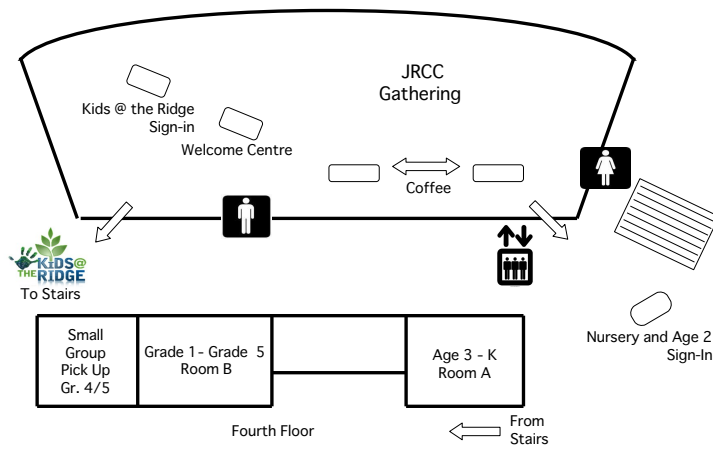 JRCC
Gathering
Kids @ the Ridge
Sign-in
Welcome Centre
Coffee
KIDS@
THE RIDGE
To Stairs
Nursery and Age 2
Sign-In
Small
Group
Pick Up
Gr. 4/5
Grade 1 - Grade 5
Room B
Age 3 - K
Room A
Fourth Floor
From
Stairs